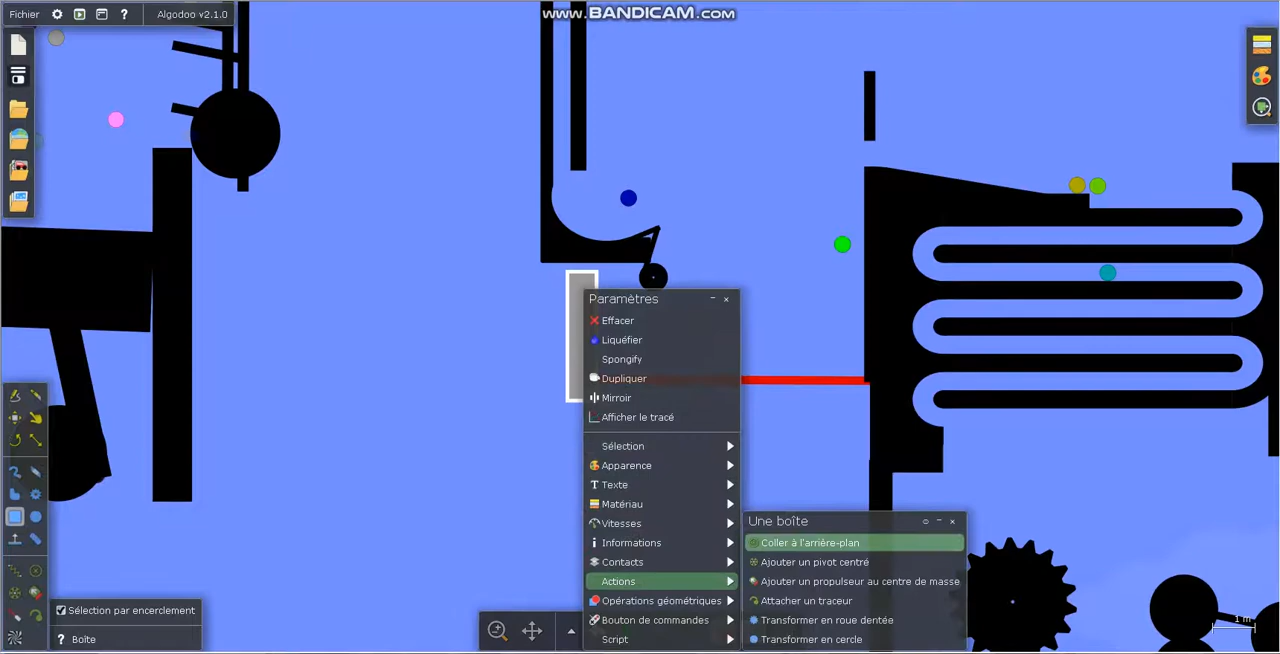 Fichier
Algodoo v2.1.0
www.BANDICAM.com
Paramètres
Effacer
Liquéfier
Spongify
Dupliquer
Mirroir
Afficher le tracé
Sélection
Apparence
Texte
Matériau
Vitesses
Informations
Contacts
Actions
Opérations géométriques
Bouton de commandes
Script
Une boîte
Coller à l'arrière-plan
Ajouter un pivot centré
Ajouter un propulseur au centre de masse
Attacher un traceur
Transformer en roue dentée
Transformer en cercle
Sélection par encerclement
? Boîte
1 m